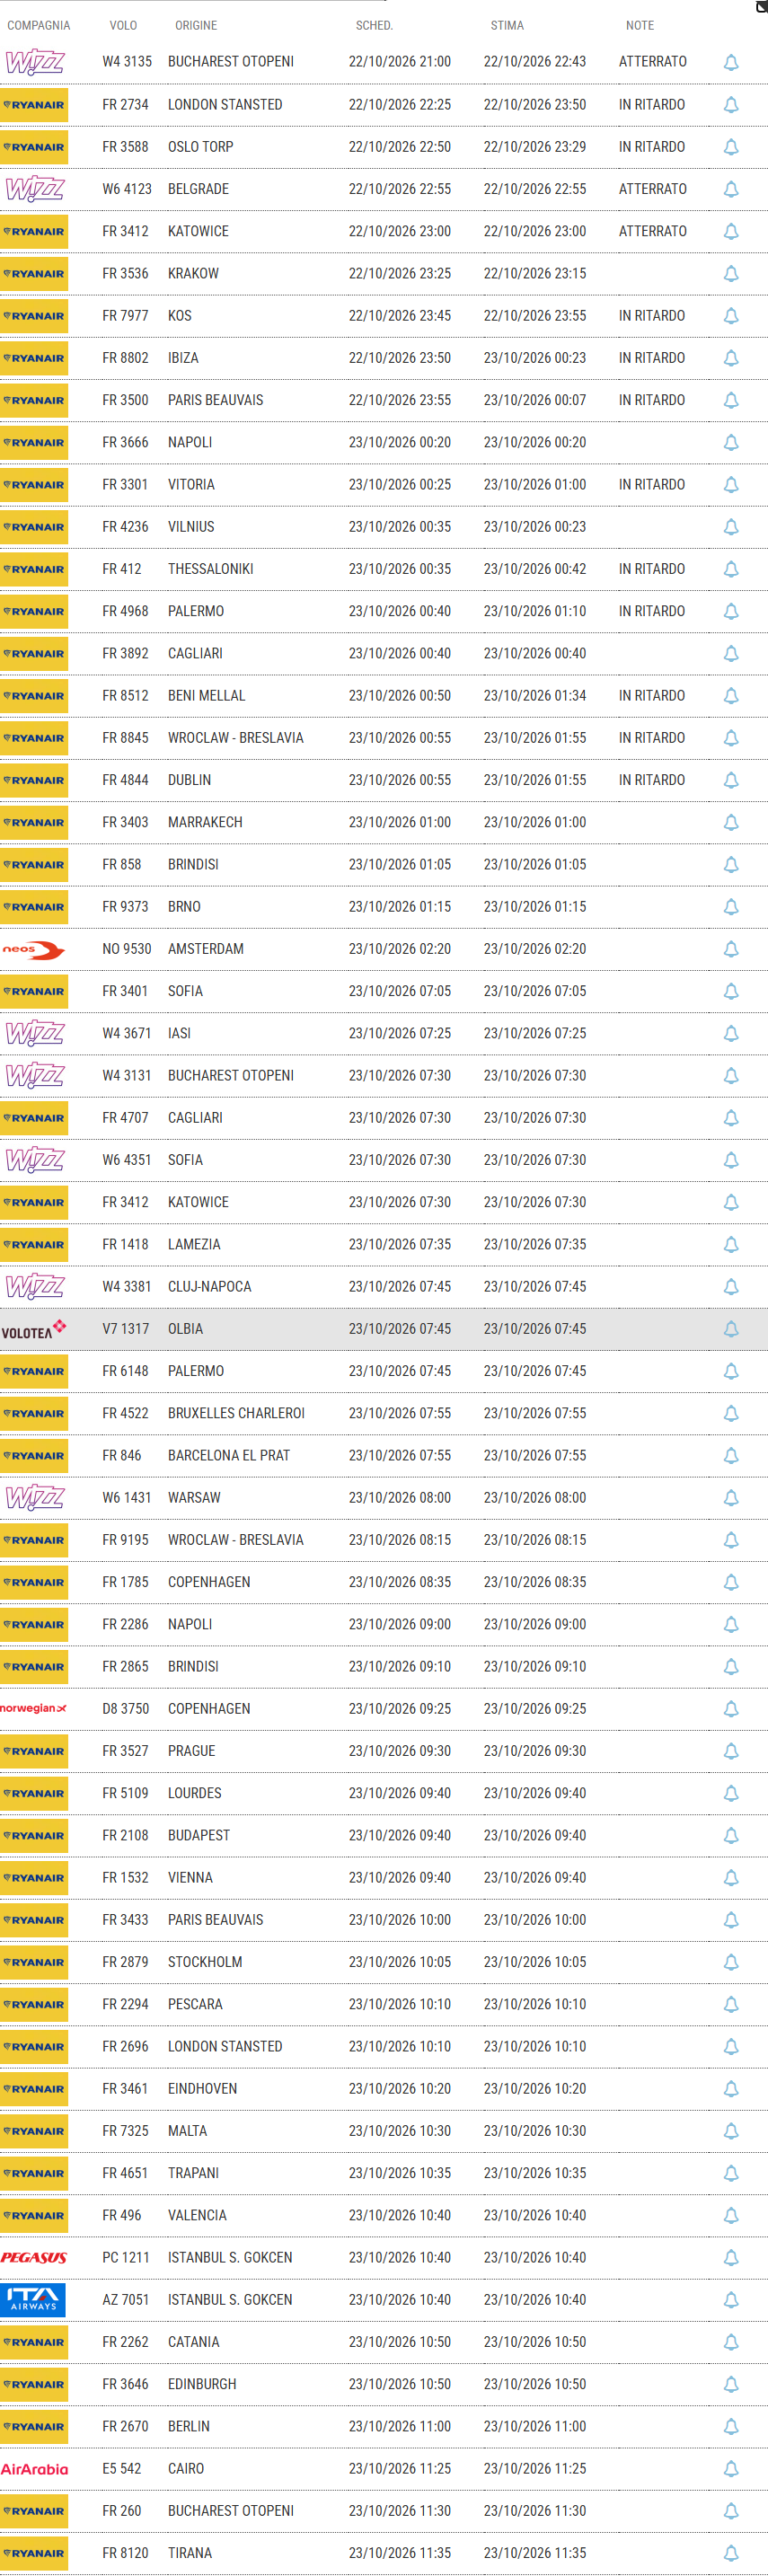 COMPAGNIA VOLO ORIGINE SCHED. STIMA NOTE
WIZZ W4 3135 BUCHAREST OTOPENI 22/10/2026 21:00 22/10/2026 22:43 ATTERRATO
RYANAIR FR 2734 LONDON STANSTED 22/10/2026 22:25 22/10/2026 23:50 IN RITARDO
RYANAIR FR 3588 OSLO TORP 22/10/2026 22:50 22/10/2026 23:29 IN RITARDO
WIZZ W6 4123 BELGRADE 22/10/2026 22:55 22/10/2026 22:55 ATTERRATO
RYANAIR FR 3412 KATOWICE 22/10/2026 23:00 22/10/2026 23:00 ATTERRATO
RYANAIR FR 3536 KRAKOW 22/10/2026 23:25 22/10/2026 23:15
RYANAIR FR 7977 KOS 22/10/2026 23:45 22/10/2026 23:55 IN RITARDO
RYANAIR FR 8802 IBIZA 22/10/2026 23:50 23/10/2026 00:23 IN RITARDO
RYANAIR FR 3500 PARIS BEAUVAIS 22/10/2026 23:55 23/10/2026 00:07 IN RITARDO
RYANAIR FR 3666 NAPOLI 23/10/2026 00:20 23/10/2026 00:20
RYANAIR FR 3301 VITORIA 23/10/2026 00:25 23/10/2026 01:00 IN RITARDO
RYANAIR FR 4236 VILNIUS 23/10/2026 00:35 23/10/2026 00:23
RYANAIR FR 412 THESSALONIKI 23/10/2026 00:35 23/10/2026 00:42 IN RITARDO
RYANAIR FR 4968 PALERMO 23/10/2026 00:40 23/10/2026 01:10 IN RITARDO
RYANAIR FR 3892 CAGLIARI 23/10/2026 00:40 23/10/2026 00:40
RYANAIR FR 8512 BENI MELLAL 23/10/2026 00:50 23/10/2026 01:34 IN RITARDO
RYANAIR FR 8845 WROCLAW - BRESLAVIA 23/10/2026 00:55 23/10/2026 01:55 IN RITARDO
RYANAIR FR 4844 DUBLIN 23/10/2026 00:55 23/10/2026 01:55 IN RITARDO
RYANAIR FR 3403 MARRAKECH 23/10/2026 01:00 23/10/2026 01:00
RYANAIR FR 858 BRINDISI 23/10/2026 01:05 23/10/2026 01:05
RYANAIR FR 9373 BRNO 23/10/2026 01:15 23/10/2026 01:15
neos NO 9530 AMSTERDAM 23/10/2026 02:20 23/10/2026 02:20
RYANAIR FR 3401 SOFIA 23/10/2026 07:05 23/10/2026 07:05
WIZZ W4 3671 IASI 23/10/2026 07:25 23/10/2026 07:25
WIZZ W4 3131 BUCHAREST OTOPENI 23/10/2026 07:30 23/10/2026 07:30
RYANAIR FR 4707 CAGLIARI 23/10/2026 07:30 23/10/2026 07:30
WIZZ W6 4351 SOFIA 23/10/2026 07:30 23/10/2026 07:30
RYANAIR FR 3412 KATOWICE 23/10/2026 07:30 23/10/2026 07:30
RYANAIR FR 1418 LAMEZIA 23/10/2026 07:35 23/10/2026 07:35
WIZZ W4 3381 CLUJ-NAPOCA 23/10/2026 07:45 23/10/2026 07:45
VOLOTEA V7 1317 OLBIA 23/10/2026 07:45 23/10/2026 07:45
RYANAIR FR 6148 PALERMO 23/10/2026 07:45 23/10/2026 07:45
RYANAIR FR 4522 BRUXELLES CHARLEROI 23/10/2026 07:55 23/10/2026 07:55
RYANAIR FR 846 BARCELONA EL PRAT 23/10/2026 07:55 23/10/2026 07:55
WIZZ W6 1431 WARSAW 23/10/2026 08:00 23/10/2026 08:00
RYANAIR FR 9195 WROCLAW - BRESLAVIA 23/10/2026 08:15 23/10/2026 08:15
RYANAIR FR 1785 COPENHAGEN 23/10/2026 08:35 23/10/2026 08:35
RYANAIR FR 2286 NAPOLI 23/10/2026 09:00 23/10/2026 09:00
RYANAIR FR 2865 BRINDISI 23/10/2026 09:10 23/10/2026 09:10
norwegian D8 3750 COPENHAGEN 23/10/2026 09:25 23/10/2026 09:25
RYANAIR FR 3527 PRAGUE 23/10/2026 09:30 23/10/2026 09:30
RYANAIR FR 5109 LOURDES 23/10/2026 09:40 23/10/2026 09:40
RYANAIR FR 2108 BUDAPEST 23/10/2026 09:40 23/10/2026 09:40
RYANAIR FR 1532 VIENNA 23/10/2026 09:40 23/10/2026 09:40
RYANAIR FR 3433 PARIS BEAUVAIS 23/10/2026 10:00 23/10/2026 10:00
RYANAIR FR 2879 STOCKHOLM 23/10/2026 10:05 23/10/2026 10:05
RYANAIR FR 2294 PESCARA 23/10/2026 10:10 23/10/2026 10:10
RYANAIR FR 2696 LONDON STANSTED 23/10/2026 10:10 23/10/2026 10:10
RYANAIR FR 3461 EINDHOVEN 23/10/2026 10:20 23/10/2026 10:20
RYANAIR FR 7325 MALTA 23/10/2026 10:30 23/10/2026 10:30
RYANAIR FR 4651 TRAPANI 23/10/2026 10:35 23/10/2026 10:35
RYANAIR FR 496 VALENCIA 23/10/2026 10:40 23/10/2026 10:40
PEGASUS PC 1211 ISTANBUL S. GOKCEN 23/10/2026 10:40 23/10/2026 10:40
ITA AIRWAYS AZ 7051 ISTANBUL S. GOKCEN 23/10/2026 10:40 23/10/2026 10:40
RYANAIR FR 2262 CATANIA 23/10/2026 10:50 23/10/2026 10:50
RYANAIR FR 3646 EDINBURGH 23/10/2026 10:50 23/10/2026 10:50
RYANAIR FR 2670 BERLIN 23/10/2026 11:00 23/10/2026 11:00
AirArabia E5 542 CAIRO 23/10/2026 11:25 23/10/2026 11:25
RYANAIR FR 260 BUCHAREST OTOPENI 23/10/2026 11:30 23/10/2026 11:30
RYANAIR FR 8120 TIRANA 23/10/2026 11:35 23/10/2026 11:35